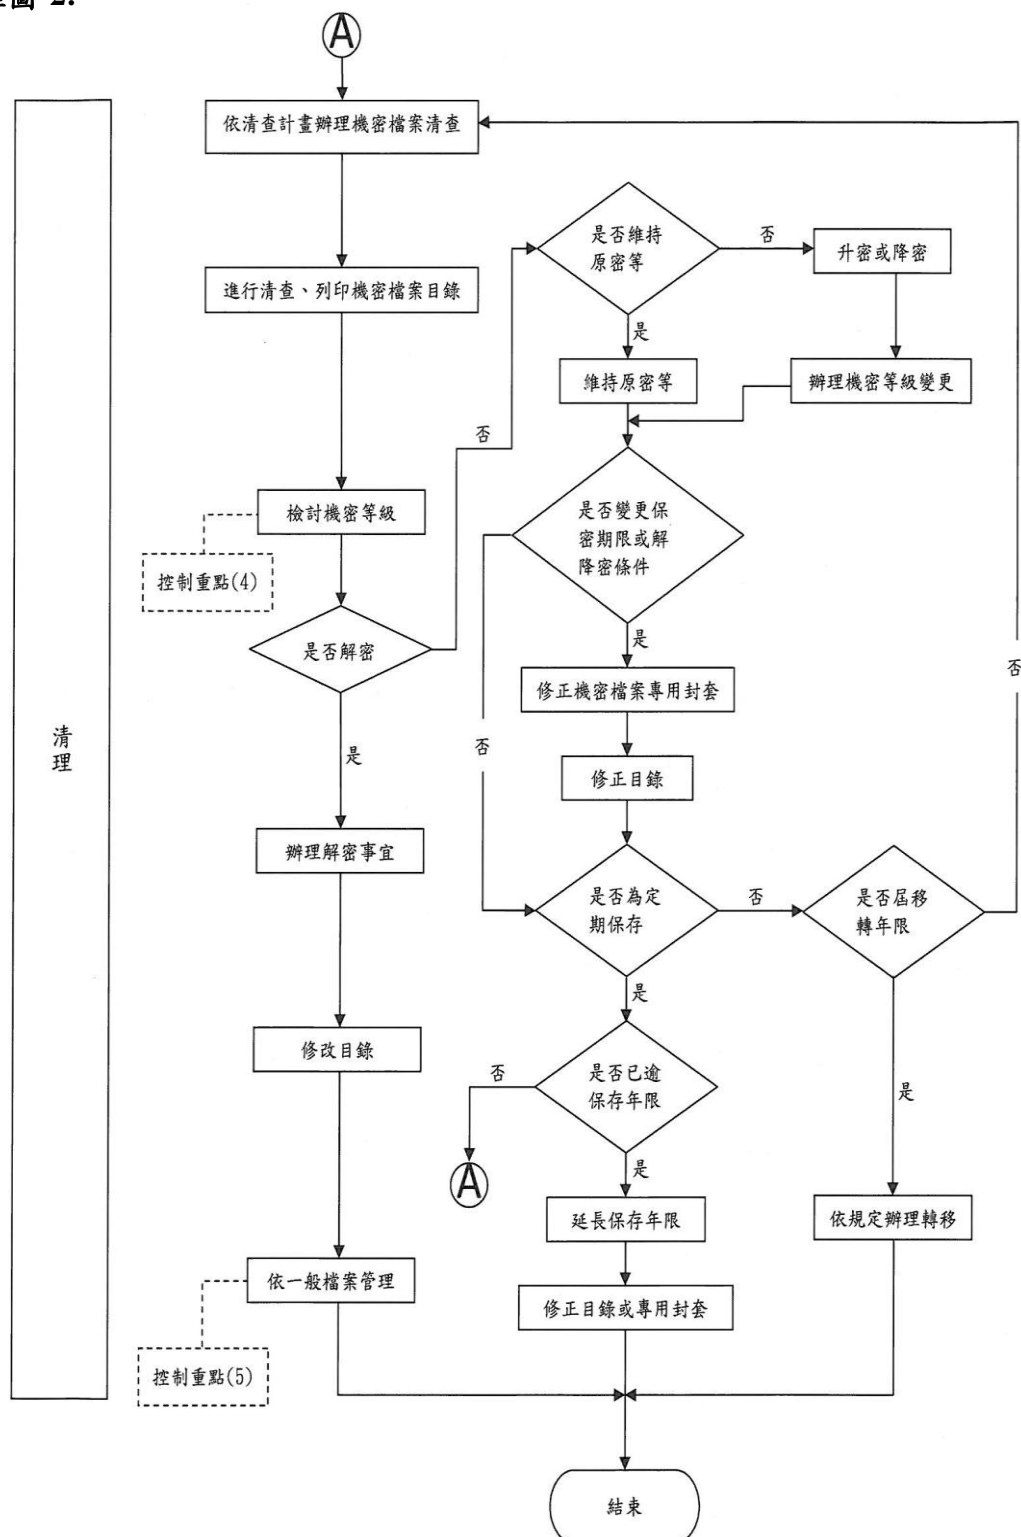 圖 2:
A
依清查計畫辦理機密檔案清查
進行清查、列印機密檔案目錄
是否維持
原密等
否
升密或降密
是
維持原密等
辦理機密等級變更
否
檢討機密等級
控制重點(4)
是否變更保
密期限或解
降密條件
是否解密
是
修正機密檔案專用封套
否
清
理
是
否
修正目錄
辦理解密事宜
是否為定
期保存
否
是否屆移
轉年限
是
修改目錄
是否已逾
保存年限
否
是
A
是
延長保存年限
依規定辦理轉移
依一般檔案管理
修正目錄或專用封套
控制重點(5)
結束